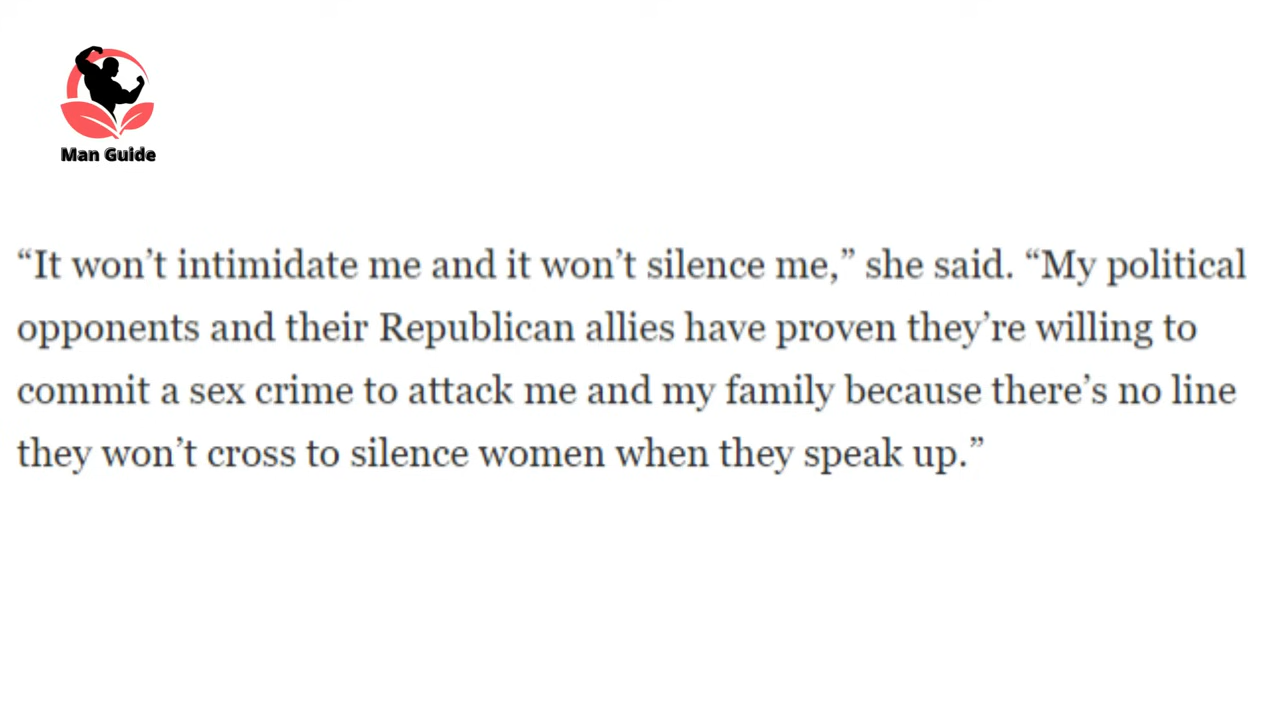 Man Guide
“It won’t intimidate me and it won’t silence me,” she said. “My political
opponents and their Republican allies have proven they’re willing to
commit a sex crime to attack me and my family because there’s no line
they won’t cross to silence women when they speak up.”